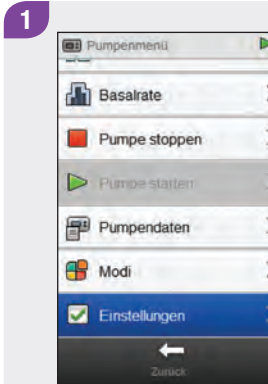 1
Pumpenmenü
Basalrate
Pumpe stoppen
Pumpe starten
Pumpendaten
Modi
Einstellungen
Zurück